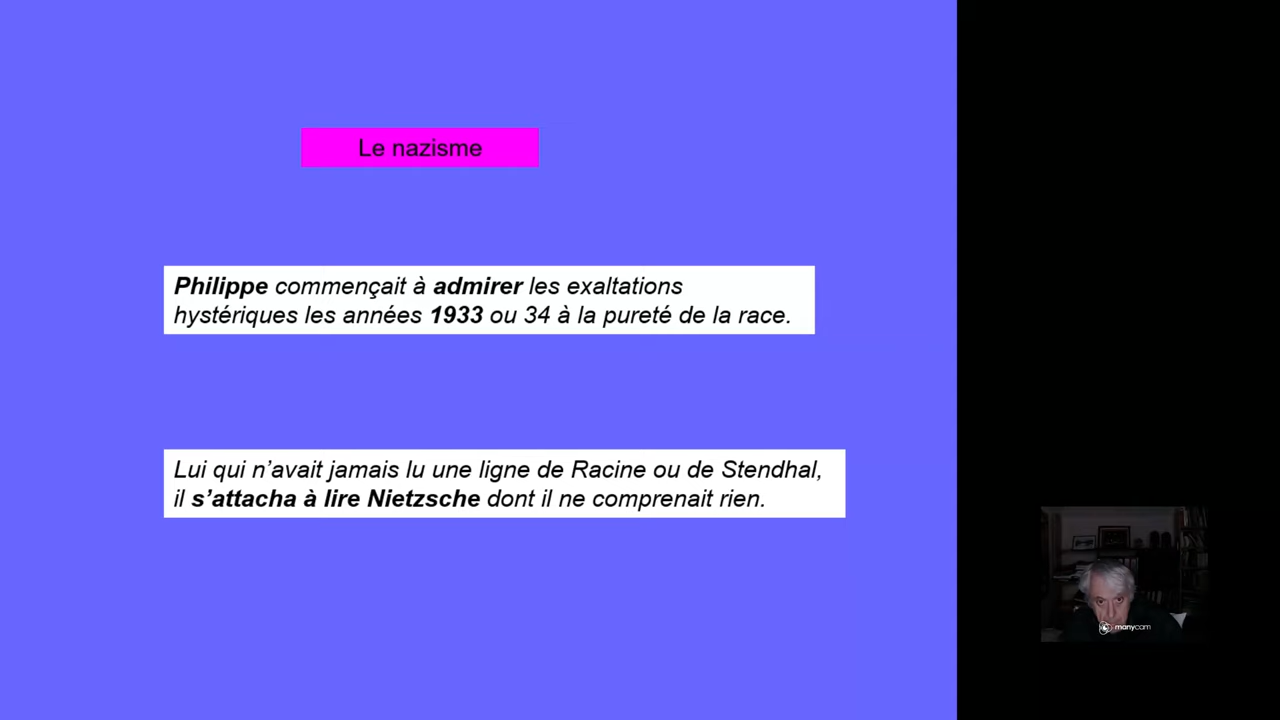 Le nazisme
Philippe commençait à admirer les exaltations
hystériques les années 1933 ou 34 à la pureté de la race.
Lui qui n’avait jamais lu une ligne de Racine ou de Stendhal,
il s’attacha à lire Nietzsche dont il ne comprenait rien.
manycam